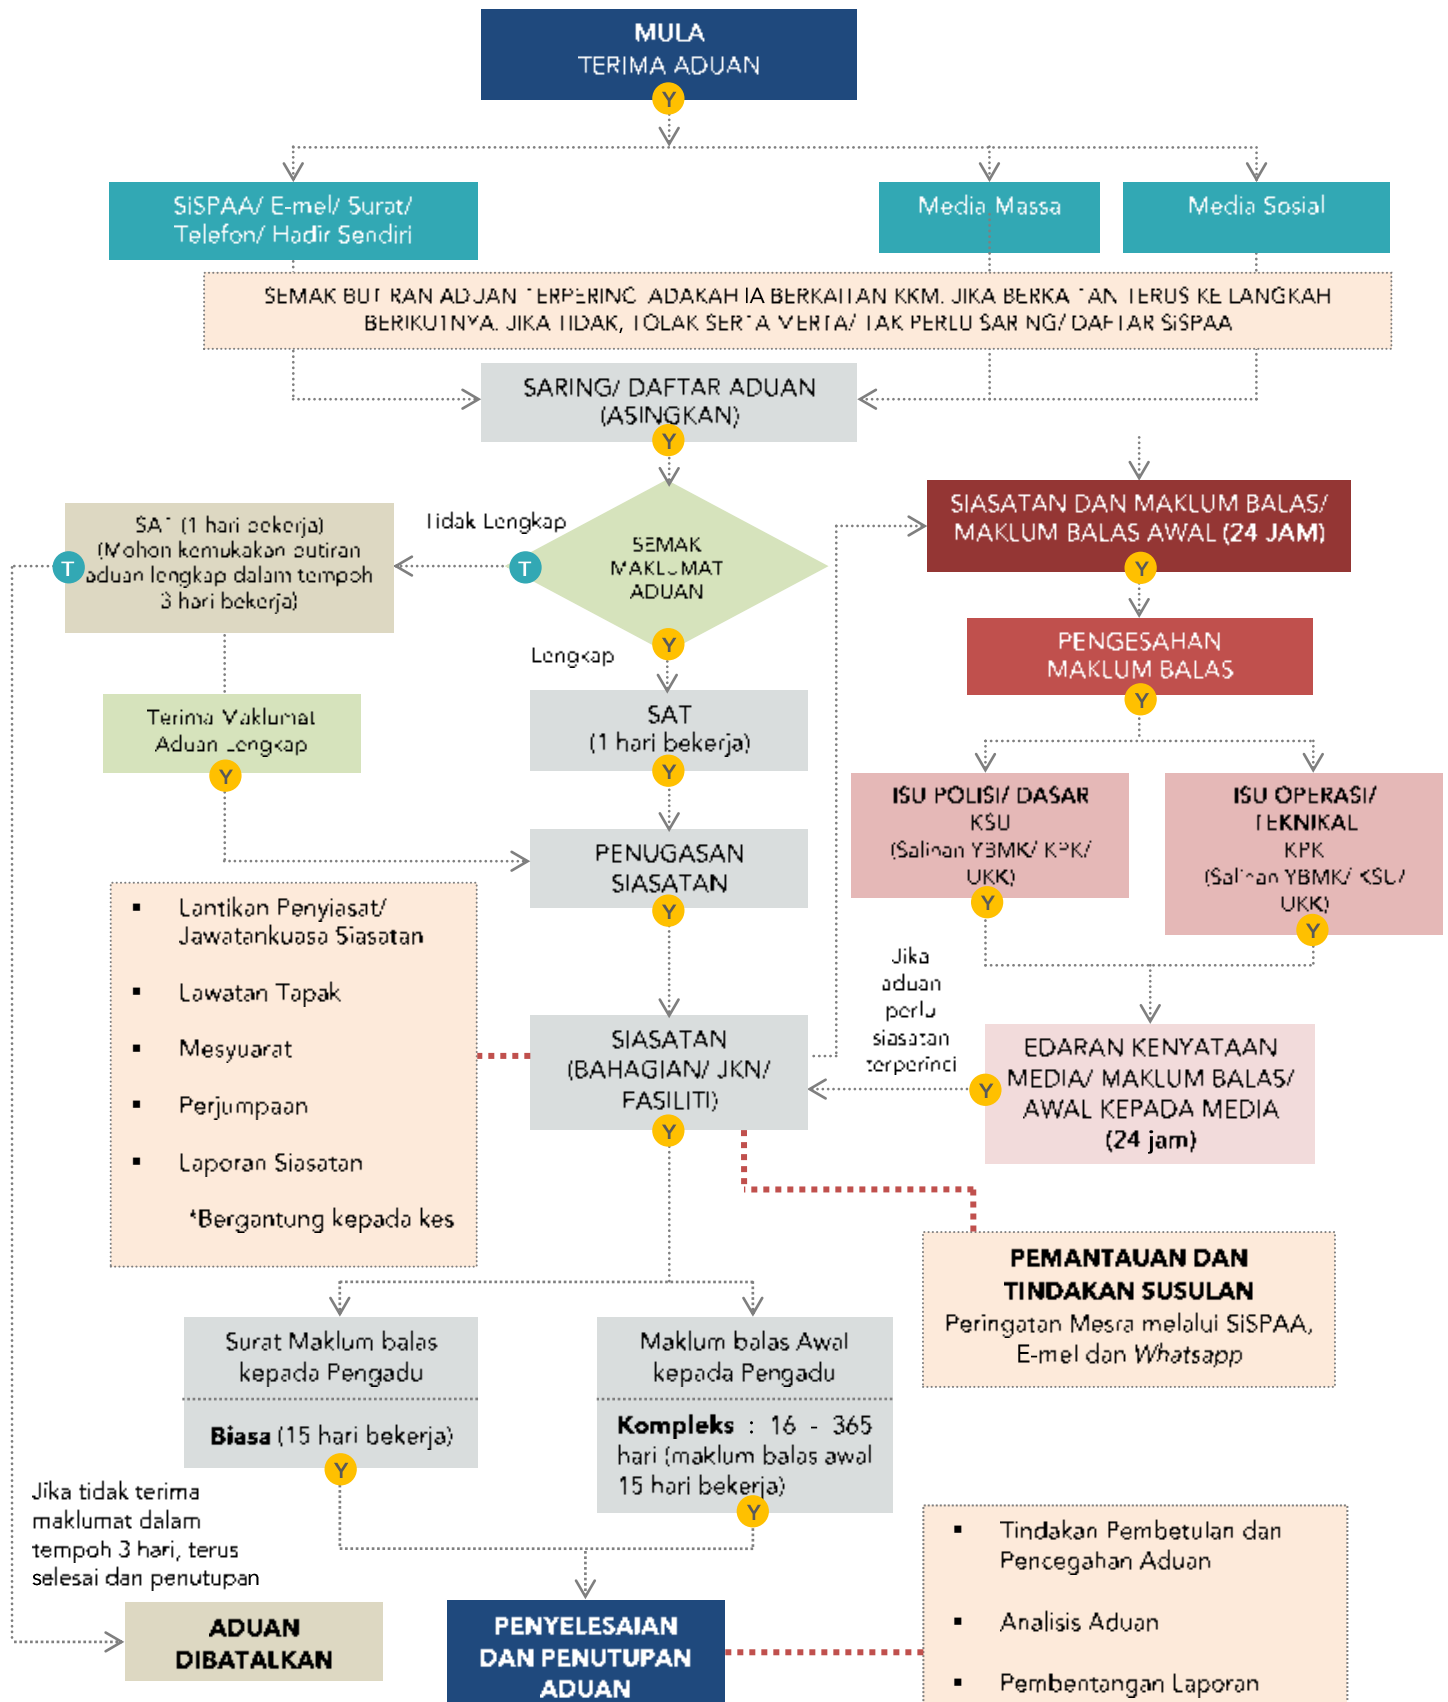 MULA
TERIMA ADUAN
Y
SiSPAA/ E-mel/ Surat/
Telefon/ Hadir Sendiri
Media Massa
Media Sosial
SEMAK BUTIRAN ADUAN TERPERINCI ADAKAH IA BERKAITAN KKM. JIKA BERKAITAN TERUS KE LANGKAH
BERIKUTNYA. JIKA TIDAK, TOLAK SERTA MERTA/ TAK PERLU SARING/ DAFTAR SiSPAA
SARING/ DAFTAR ADUAN
(ASINGKAN)
Y
SEMAK
MAKLUMAT
ADUAN
Tidak Lengkap
T
Y
Lengkap
SAT (1 hari bekerja)
(Mohon kemukakan butiran
aduan lengkap dalam tempoh
3 hari bekerja)
T
Terima Maklumat
Aduan Lengkap
Y
SAT
(1 hari bekerja)
Y
PENUGASAN
SIASATAN
Y
SIASATAN DAN MAKLUM BALAS/
MAKLUM BALAS AWAL (24 JAM)
Y
PENGESAHAN
MAKLUM BALAS
Y
ISU POLISI/ DASAR
KSU
(Salinan YBMK/ KPK/
UKK)
Y
ISU OPERASI/
TEKNIKAL
KPK
(Salinan YBMK/ KSU/
UKK)
Y
▪ Lantikan Penyiasat/
Jawatankuasa Siasatan
▪ Lawatan Tapak
▪ Mesyuarat
▪ Perjumpaan
▪ Laporan Siasatan
*Bergantung kepada kes
SIASATAN
(BAHAGIAN/ JKN/
FASILITI)
Y
Jika
aduan
perlu
siasatan
terperinci
EDARAN KENYATAAN
MEDIA/ MAKLUM BALAS/
AWAL KEPADA MEDIA
(24 jam)
Y
PEMANTAUAN DAN
TINDAKAN SUSULAN
Peringatan Mesra melalui SiSPAA,
E-mel dan Whatsapp
Surat Maklum balas
kepada Pengadu
Biasa (15 hari bekerja)
Y
Maklum balas Awal
kepada Pengadu
Kompleks : 16 - 365
hari (maklum balas awal
15 hari bekerja)
Y
Jika tidak terima
maklumat dalam
tempoh 3 hari, terus
selesai dan penutupan
ADUAN
DIBATALKAN
PENYELESAIAN
DAN PENUTUPAN
ADUAN
▪ Tindakan Pembetulan dan
Pencegahan Aduan
▪ Analisis Aduan
▪ Pembentangan Laporan